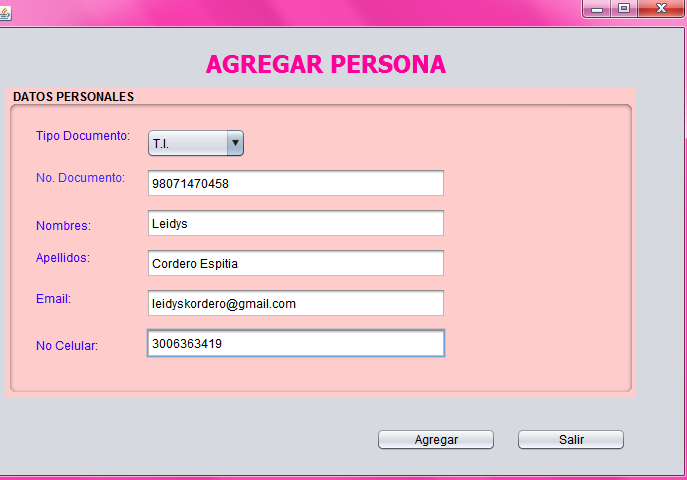 AGREGAR PERSONA
DATOS PERSONALES
Tipo Documento: T.I.
No. Documento: 98071470458
Nombres: Leidys
Apellidos: Cordero Espitia
Email: leidyskordero@gmail.com
No Celular: 3006363419
Agregar Salir